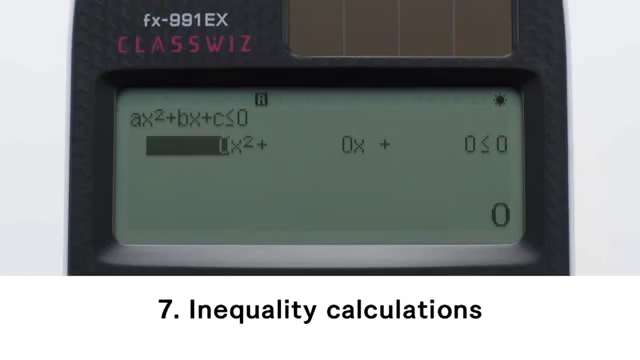 fx-991EX
CLASSWIZ
R
ax²+bx+c≤0
0x²+ 0x + 0≤0
0
7. Inequality calculations